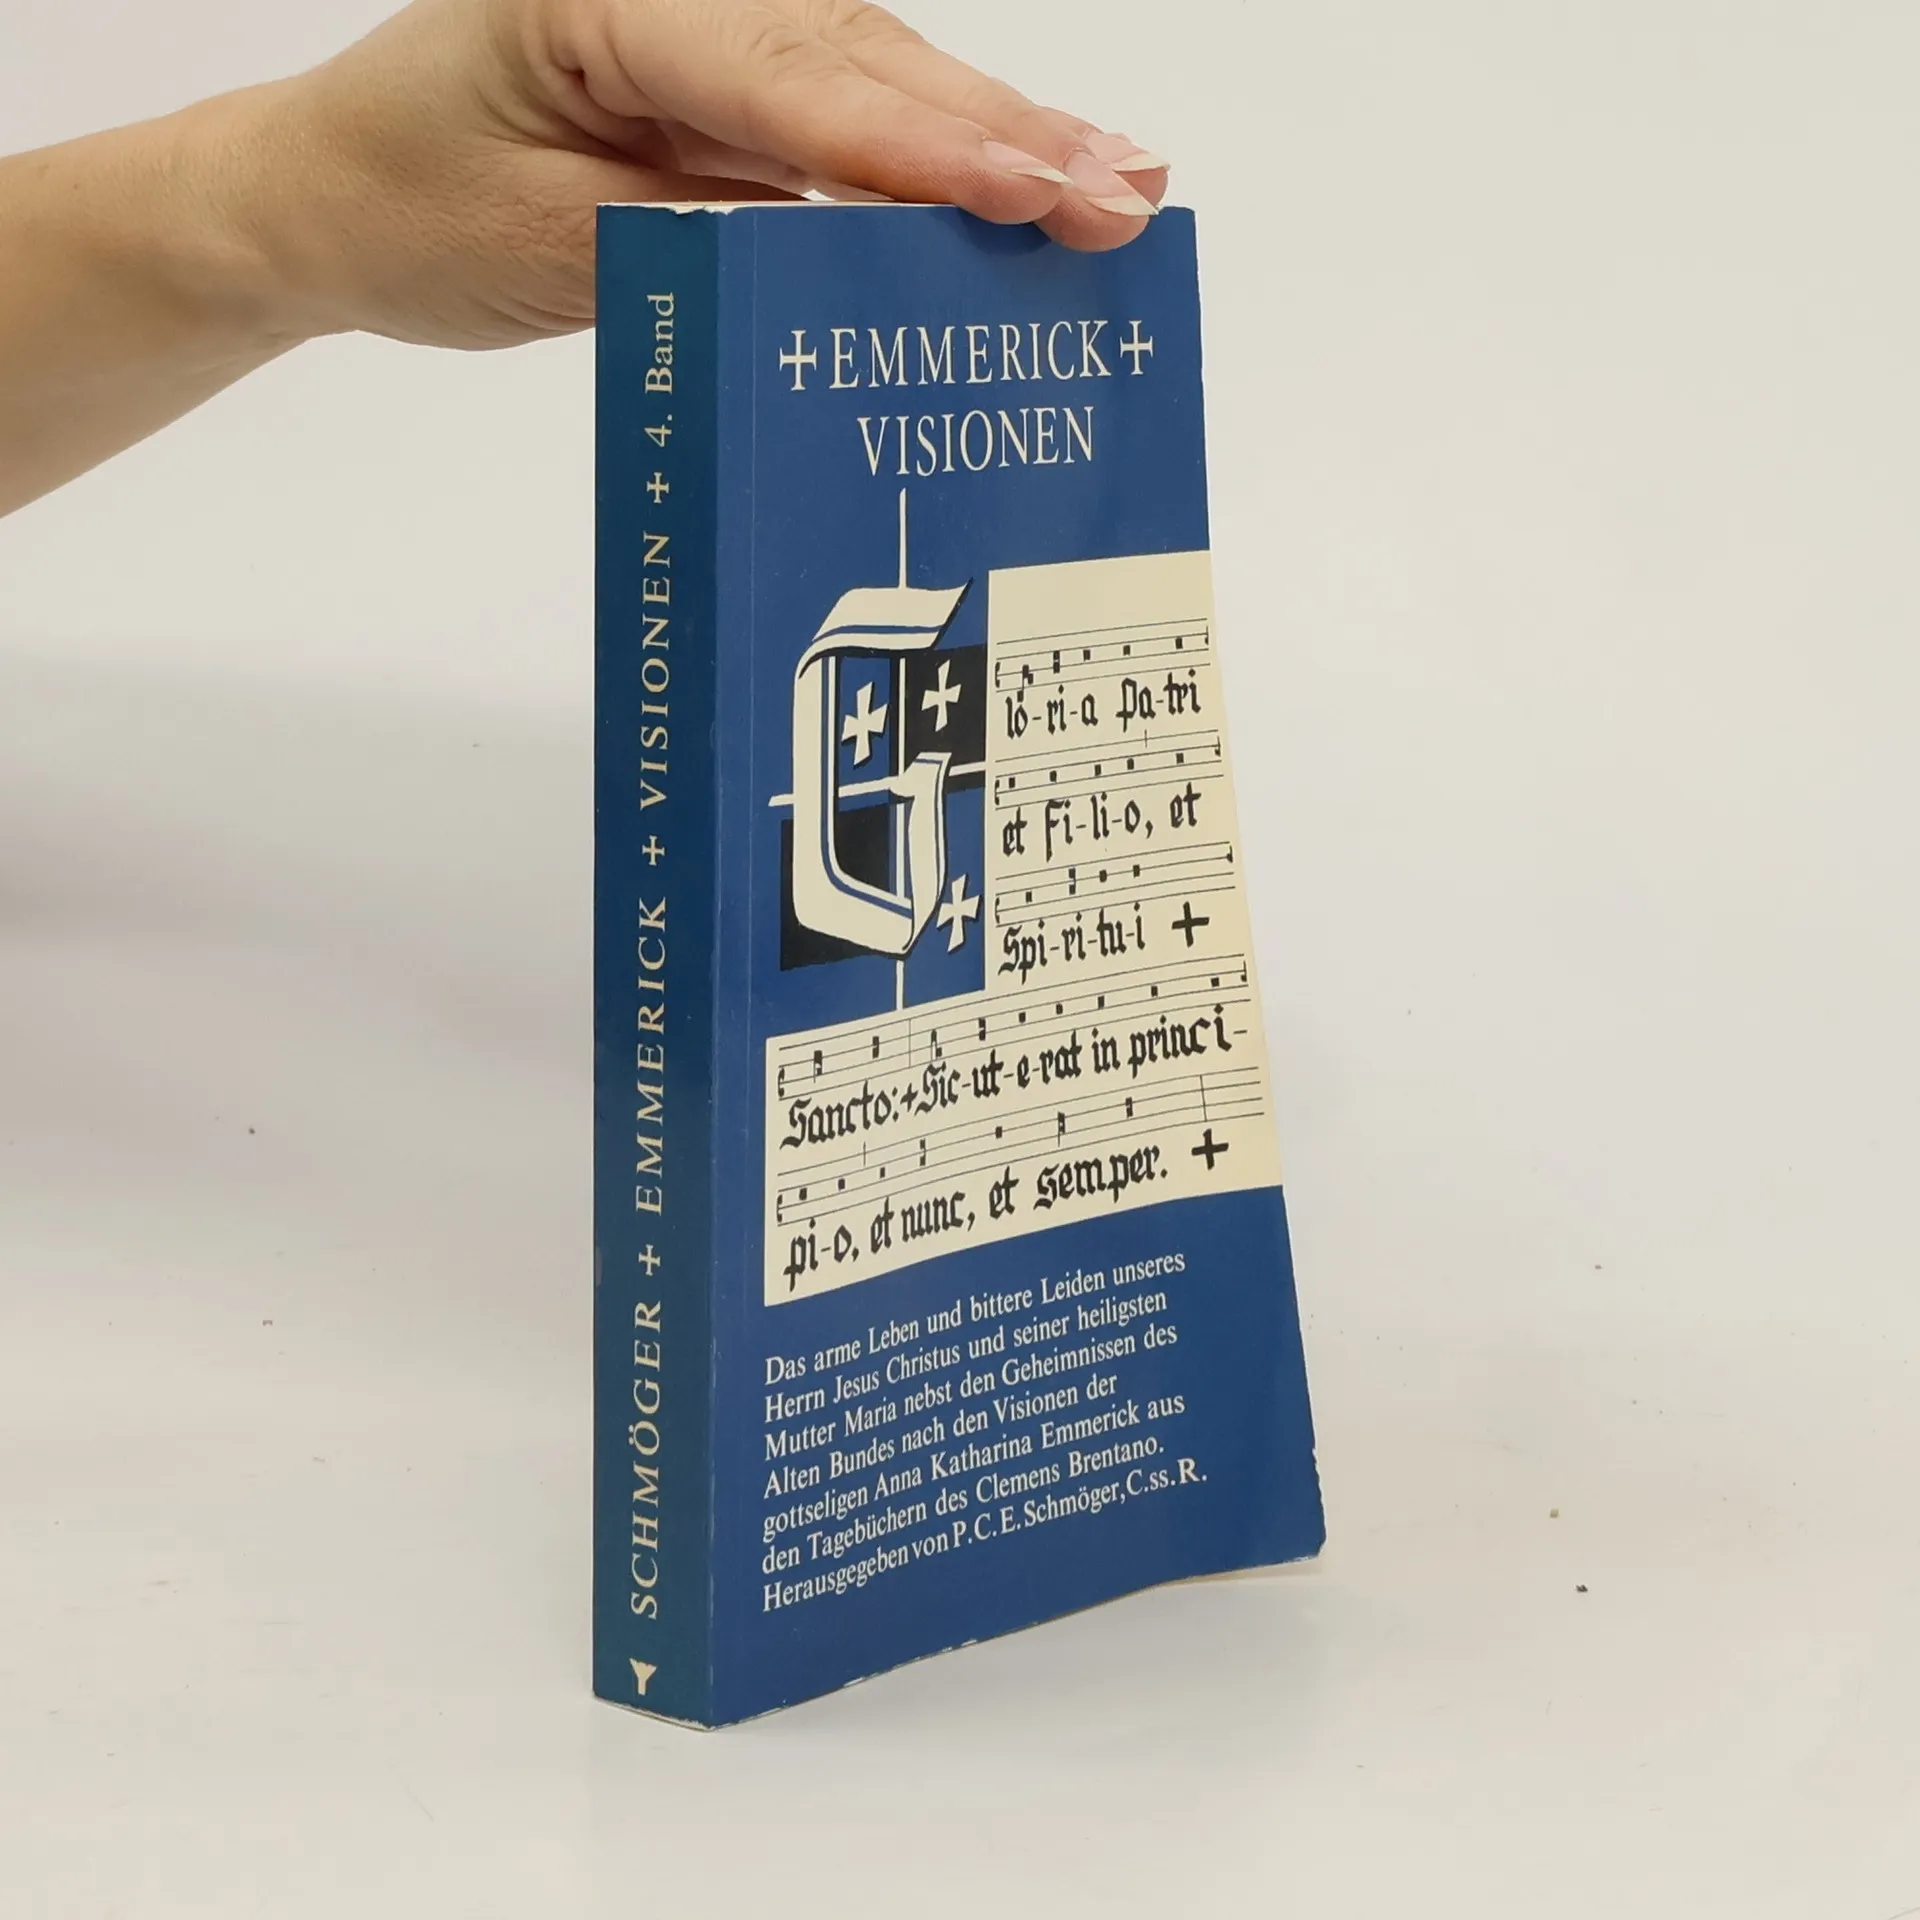 SCHMÖGER + EMMERICK + VISIONEN + 4. Band
+EMMERICK+
VISIONEN
G
ló-ri-a Pa-tri
et Fi-li-o, et
Spi-ri-tu-i +
Sancto:+Sic-ut-e-rat in princi-
pi-o, et nunc, et semper. +
Das arme Leben und bittere Leiden unseres
Herrn Jesus Christus und seiner heiligsten
Mutter Maria nebst den Geheimnissen des
Alten Bundes nach den Visionen der
gottseligen Anna Katharina Emmerick aus
den Tagebüchern des Clemens Brentano.
Herausgegeben von P. C. E. Schmöger, C.ss.R.